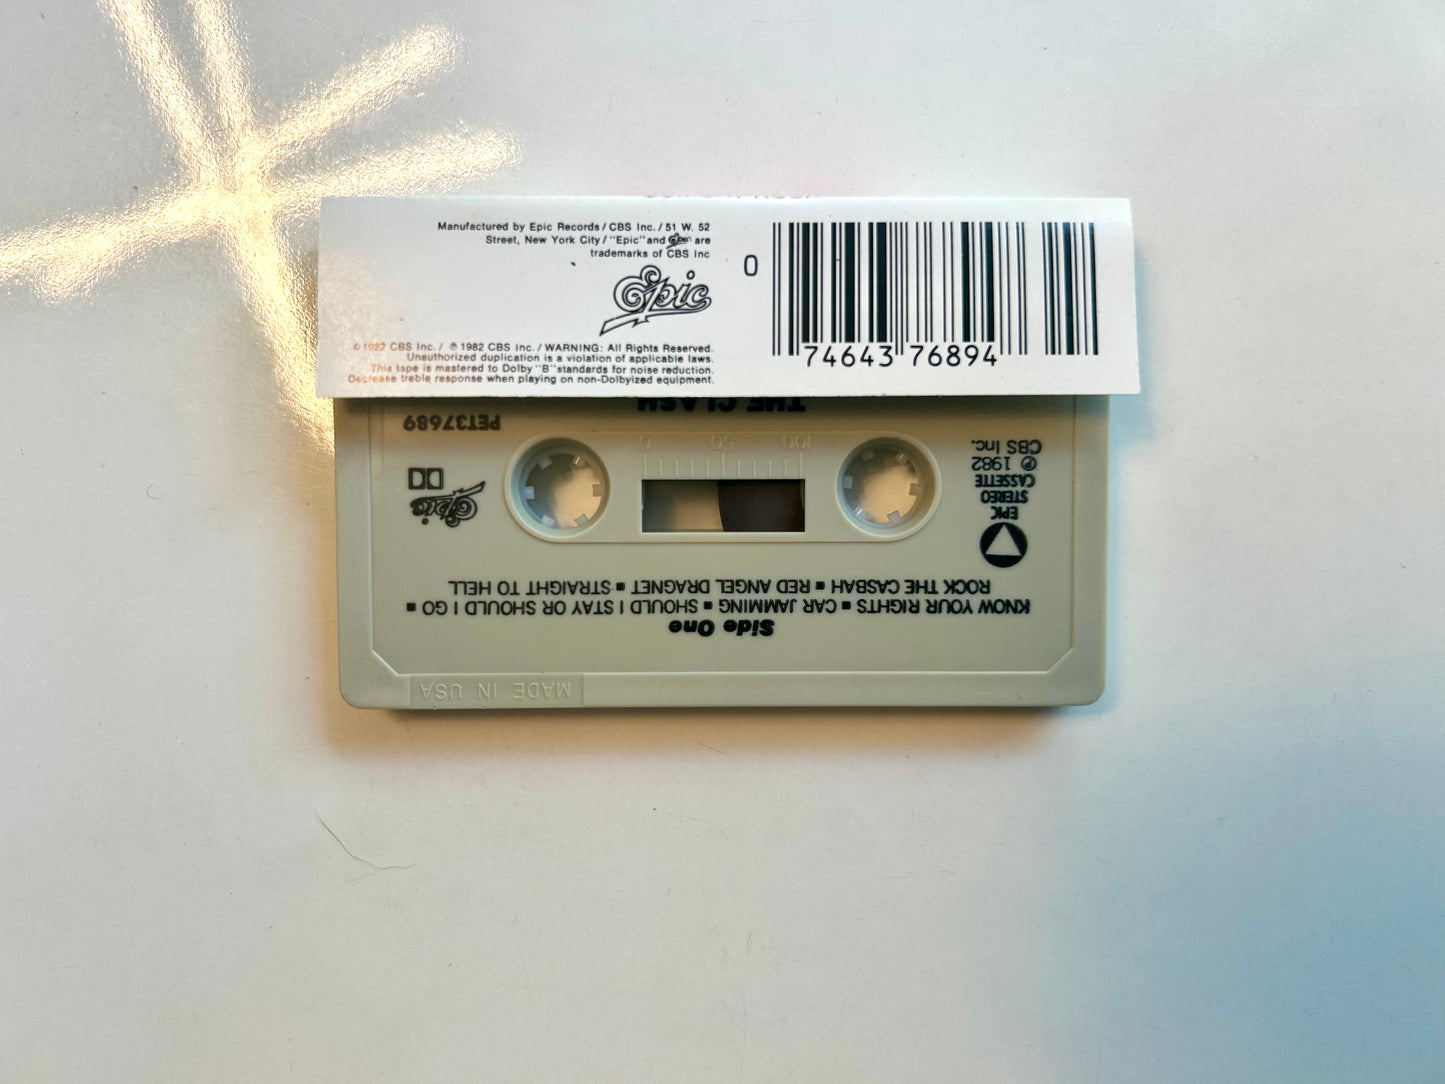 Manufactured by Epic Records / CBS Inc. / 51 W. 52
Street, New York City / "Epic" and Epic are
trademarks of CBS Inc
Epic
© 1982 CBS Inc. / ℗ 1982 CBS Inc. / WARNING: All Rights Reserved.
Unauthorized duplication is a violation of applicable laws.
This tape is mastered to Dolby "B" standards for noise reduction.
Decrease treble response when playing on non-Dolbyized equipment.
0
74643 76894
MADE IN USA
Side One
KNOW YOUR RIGHTS ■ CAR JAMMING ■ SHOULD I STAY OR SHOULD I GO ■
ROCK THE CASBAH ■ RED ANGEL DRAGNET ■ STRAIGHT TO HELL
EPIC
STEREO
CASSETTE
℗ 1982
CBS Inc.
100 50 0
Epic
PET37689
THE CLASH